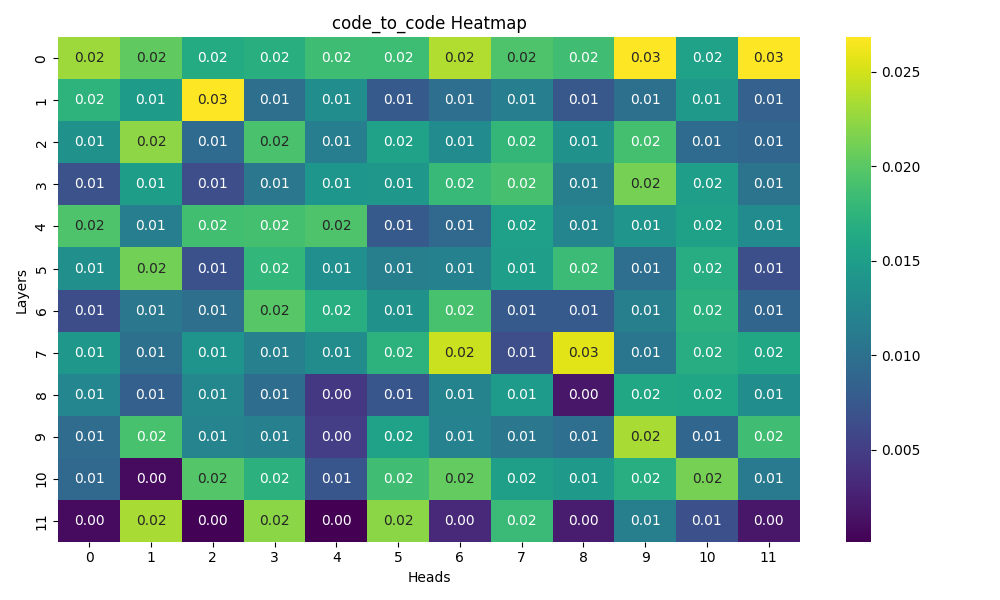 code_to_code Heatmap
0 0.02 0.02 0.02 0.02 0.02 0.02 0.02 0.02 0.02 0.03 0.02 0.03
1 0.02 0.01 0.03 0.01 0.01 0.01 0.01 0.01 0.01 0.01 0.01 0.01
2 0.01 0.02 0.01 0.02 0.01 0.02 0.01 0.02 0.01 0.02 0.01 0.01
3 0.01 0.01 0.01 0.01 0.01 0.01 0.02 0.02 0.01 0.02 0.02 0.01
4 0.02 0.01 0.02 0.02 0.02 0.01 0.01 0.02 0.01 0.01 0.02 0.01
5 0.01 0.02 0.01 0.02 0.01 0.01 0.01 0.01 0.02 0.01 0.02 0.01
6 0.01 0.01 0.01 0.02 0.02 0.01 0.02 0.01 0.01 0.01 0.02 0.01
7 0.01 0.01 0.01 0.01 0.01 0.02 0.02 0.01 0.03 0.01 0.02 0.02
8 0.01 0.01 0.01 0.01 0.00 0.01 0.01 0.01 0.00 0.02 0.02 0.01
9 0.01 0.02 0.01 0.01 0.00 0.02 0.01 0.01 0.01 0.02 0.01 0.02
10 0.01 0.00 0.02 0.02 0.01 0.02 0.02 0.02 0.01 0.02 0.02 0.01
11 0.00 0.02 0.00 0.02 0.00 0.02 0.00 0.02 0.00 0.01 0.01 0.00
0 1 2 3 4 5 6 7 8 9 10 11
Heads
Layers
0.025
0.020
0.015
0.010
0.005